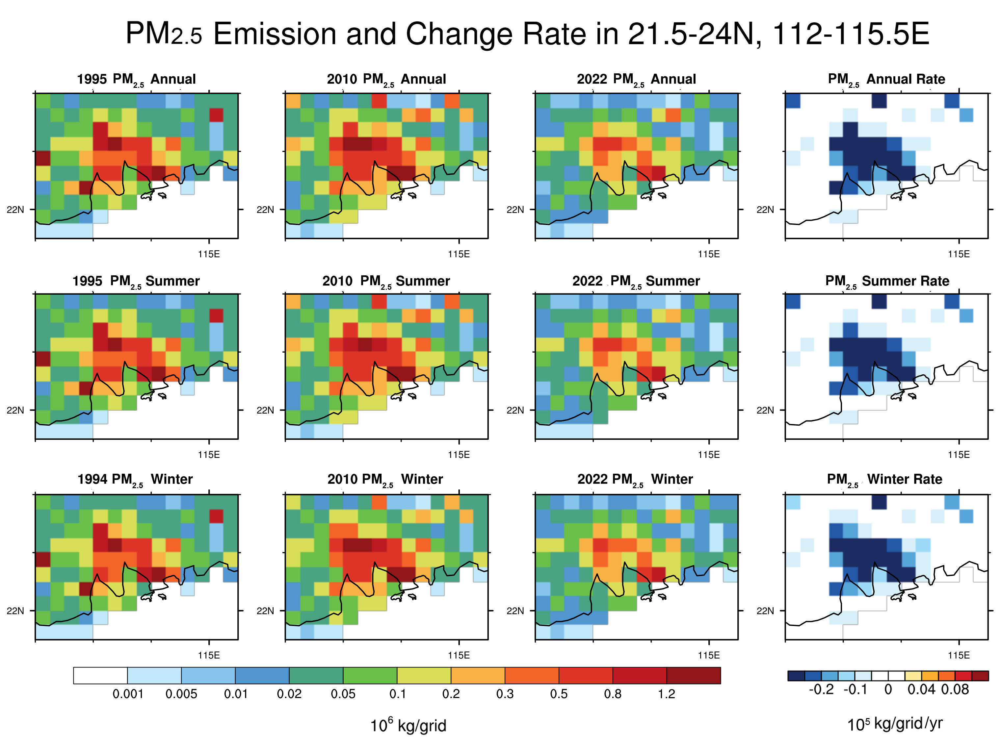 PM2.5 Emission and Change Rate in 21.5-24N, 112-115.5E
1995 PM2.5 Annual
2010 PM2.5 Annual
2022 PM2.5 Annual
PM2.5 Annual Rate
22N
22N
22N
22N
115E
115E
115E
115E
1995 PM2.5 Summer
2010 PM2.5 Summer
2022 PM2.5 Summer
PM2.5 Summer Rate
22N
22N
22N
22N
115E
115E
115E
115E
1994 PM2.5 Winter
2010 PM2.5 Winter
2022 PM2.5 Winter
PM2.5 Winter Rate
22N
22N
22N
22N
115E
115E
115E
115E
0.001 0.005 0.01 0.02 0.05 0.1 0.2 0.3 0.5 0.8 1.2
-0.2 -0.1 0 0.04 0.08
10⁶ kg/grid
10⁵ kg/grid/yr